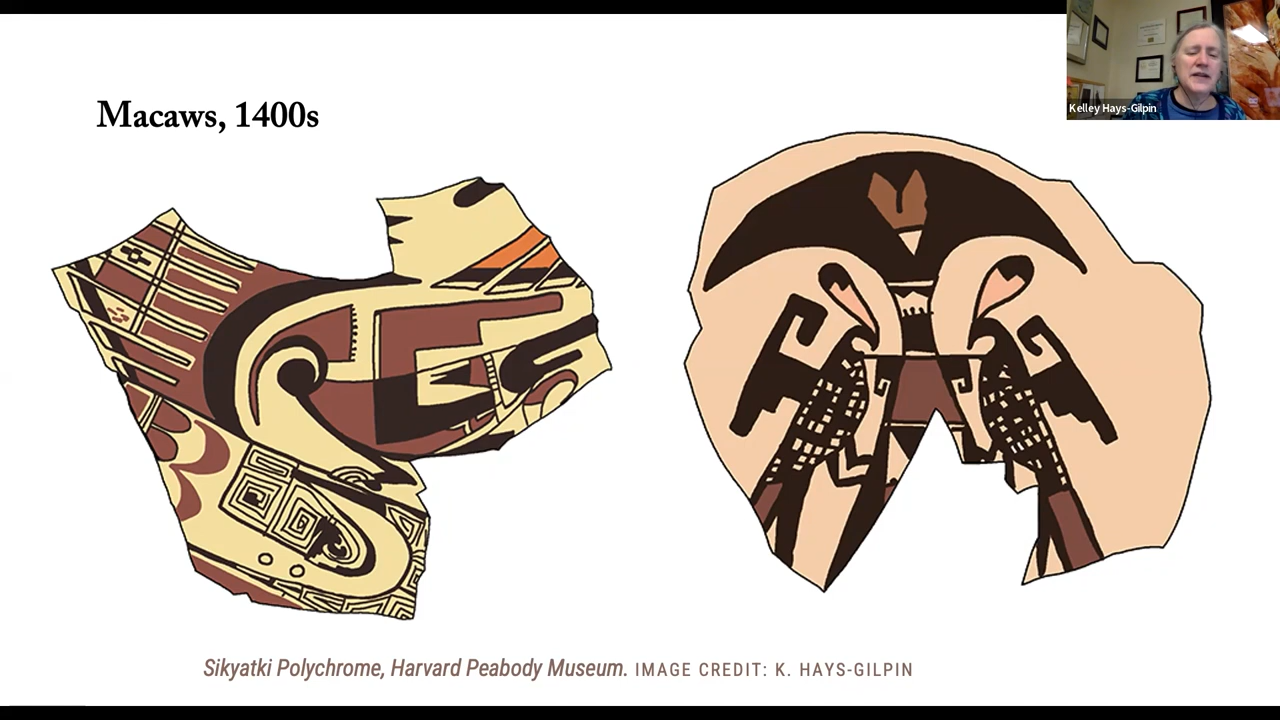 Kelley Hays-Gilpin
Macaws, 1400s
Sikyatki Polychrome, Harvard Peabody Museum. IMAGE CREDIT: K. HAYS-GILPIN